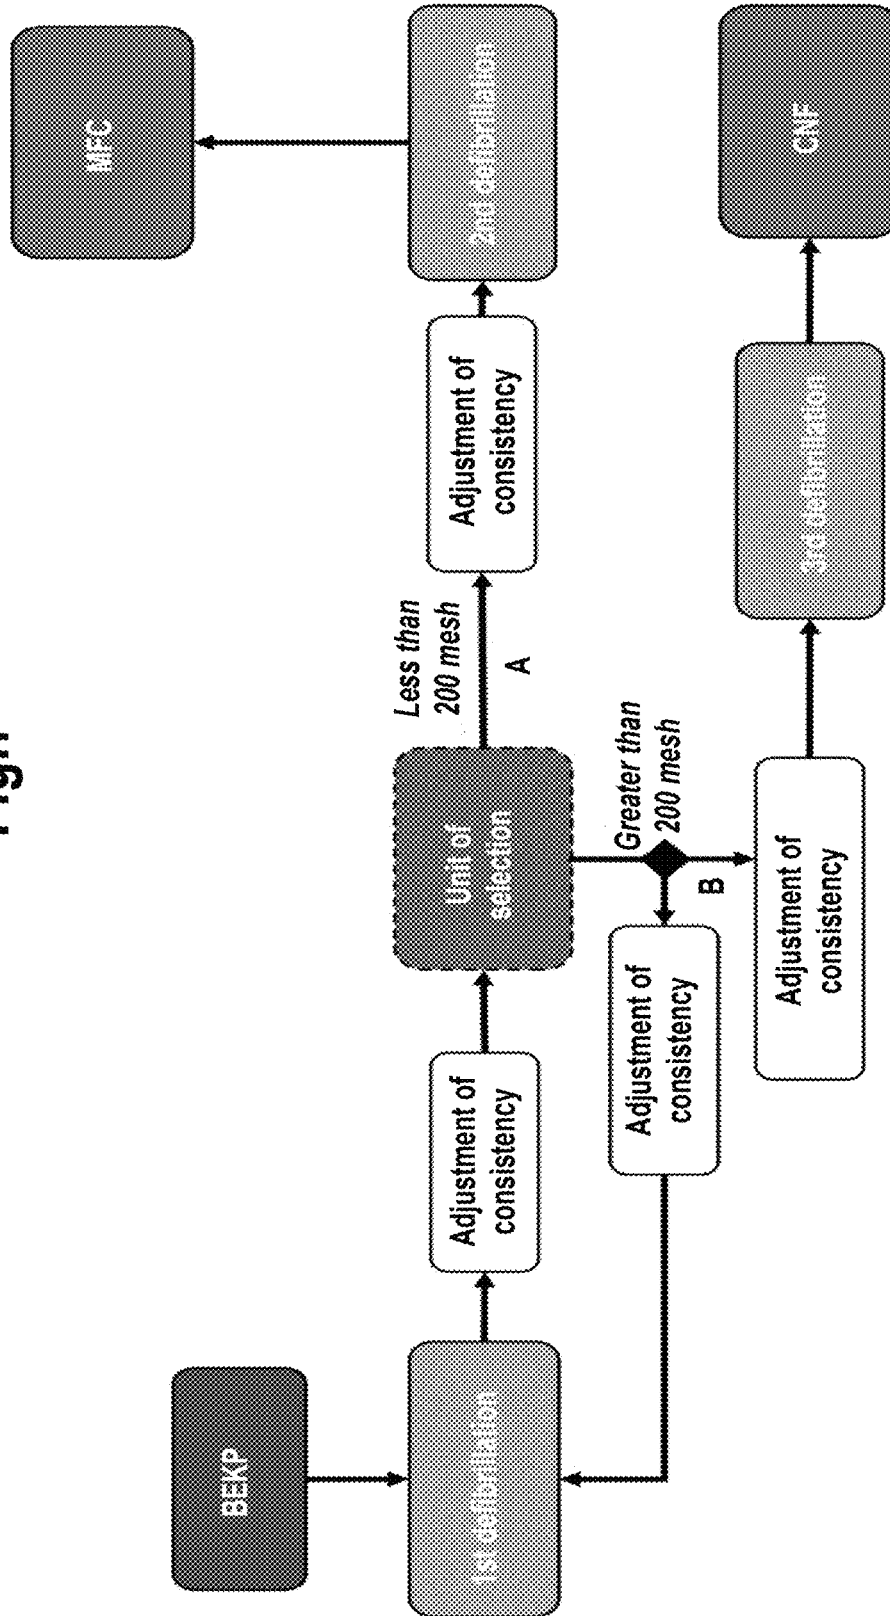 BEKP
MFC
1st defibrillation
Adjustment of
consistency
Unit of
selection
Less than
200 mesh
A
Adjustment of
consistency
2nd defibrillation
Greater than
200 mesh
B
Adjustment of
consistency
Adjustment of
consistency
3rd defibrillation
CNF